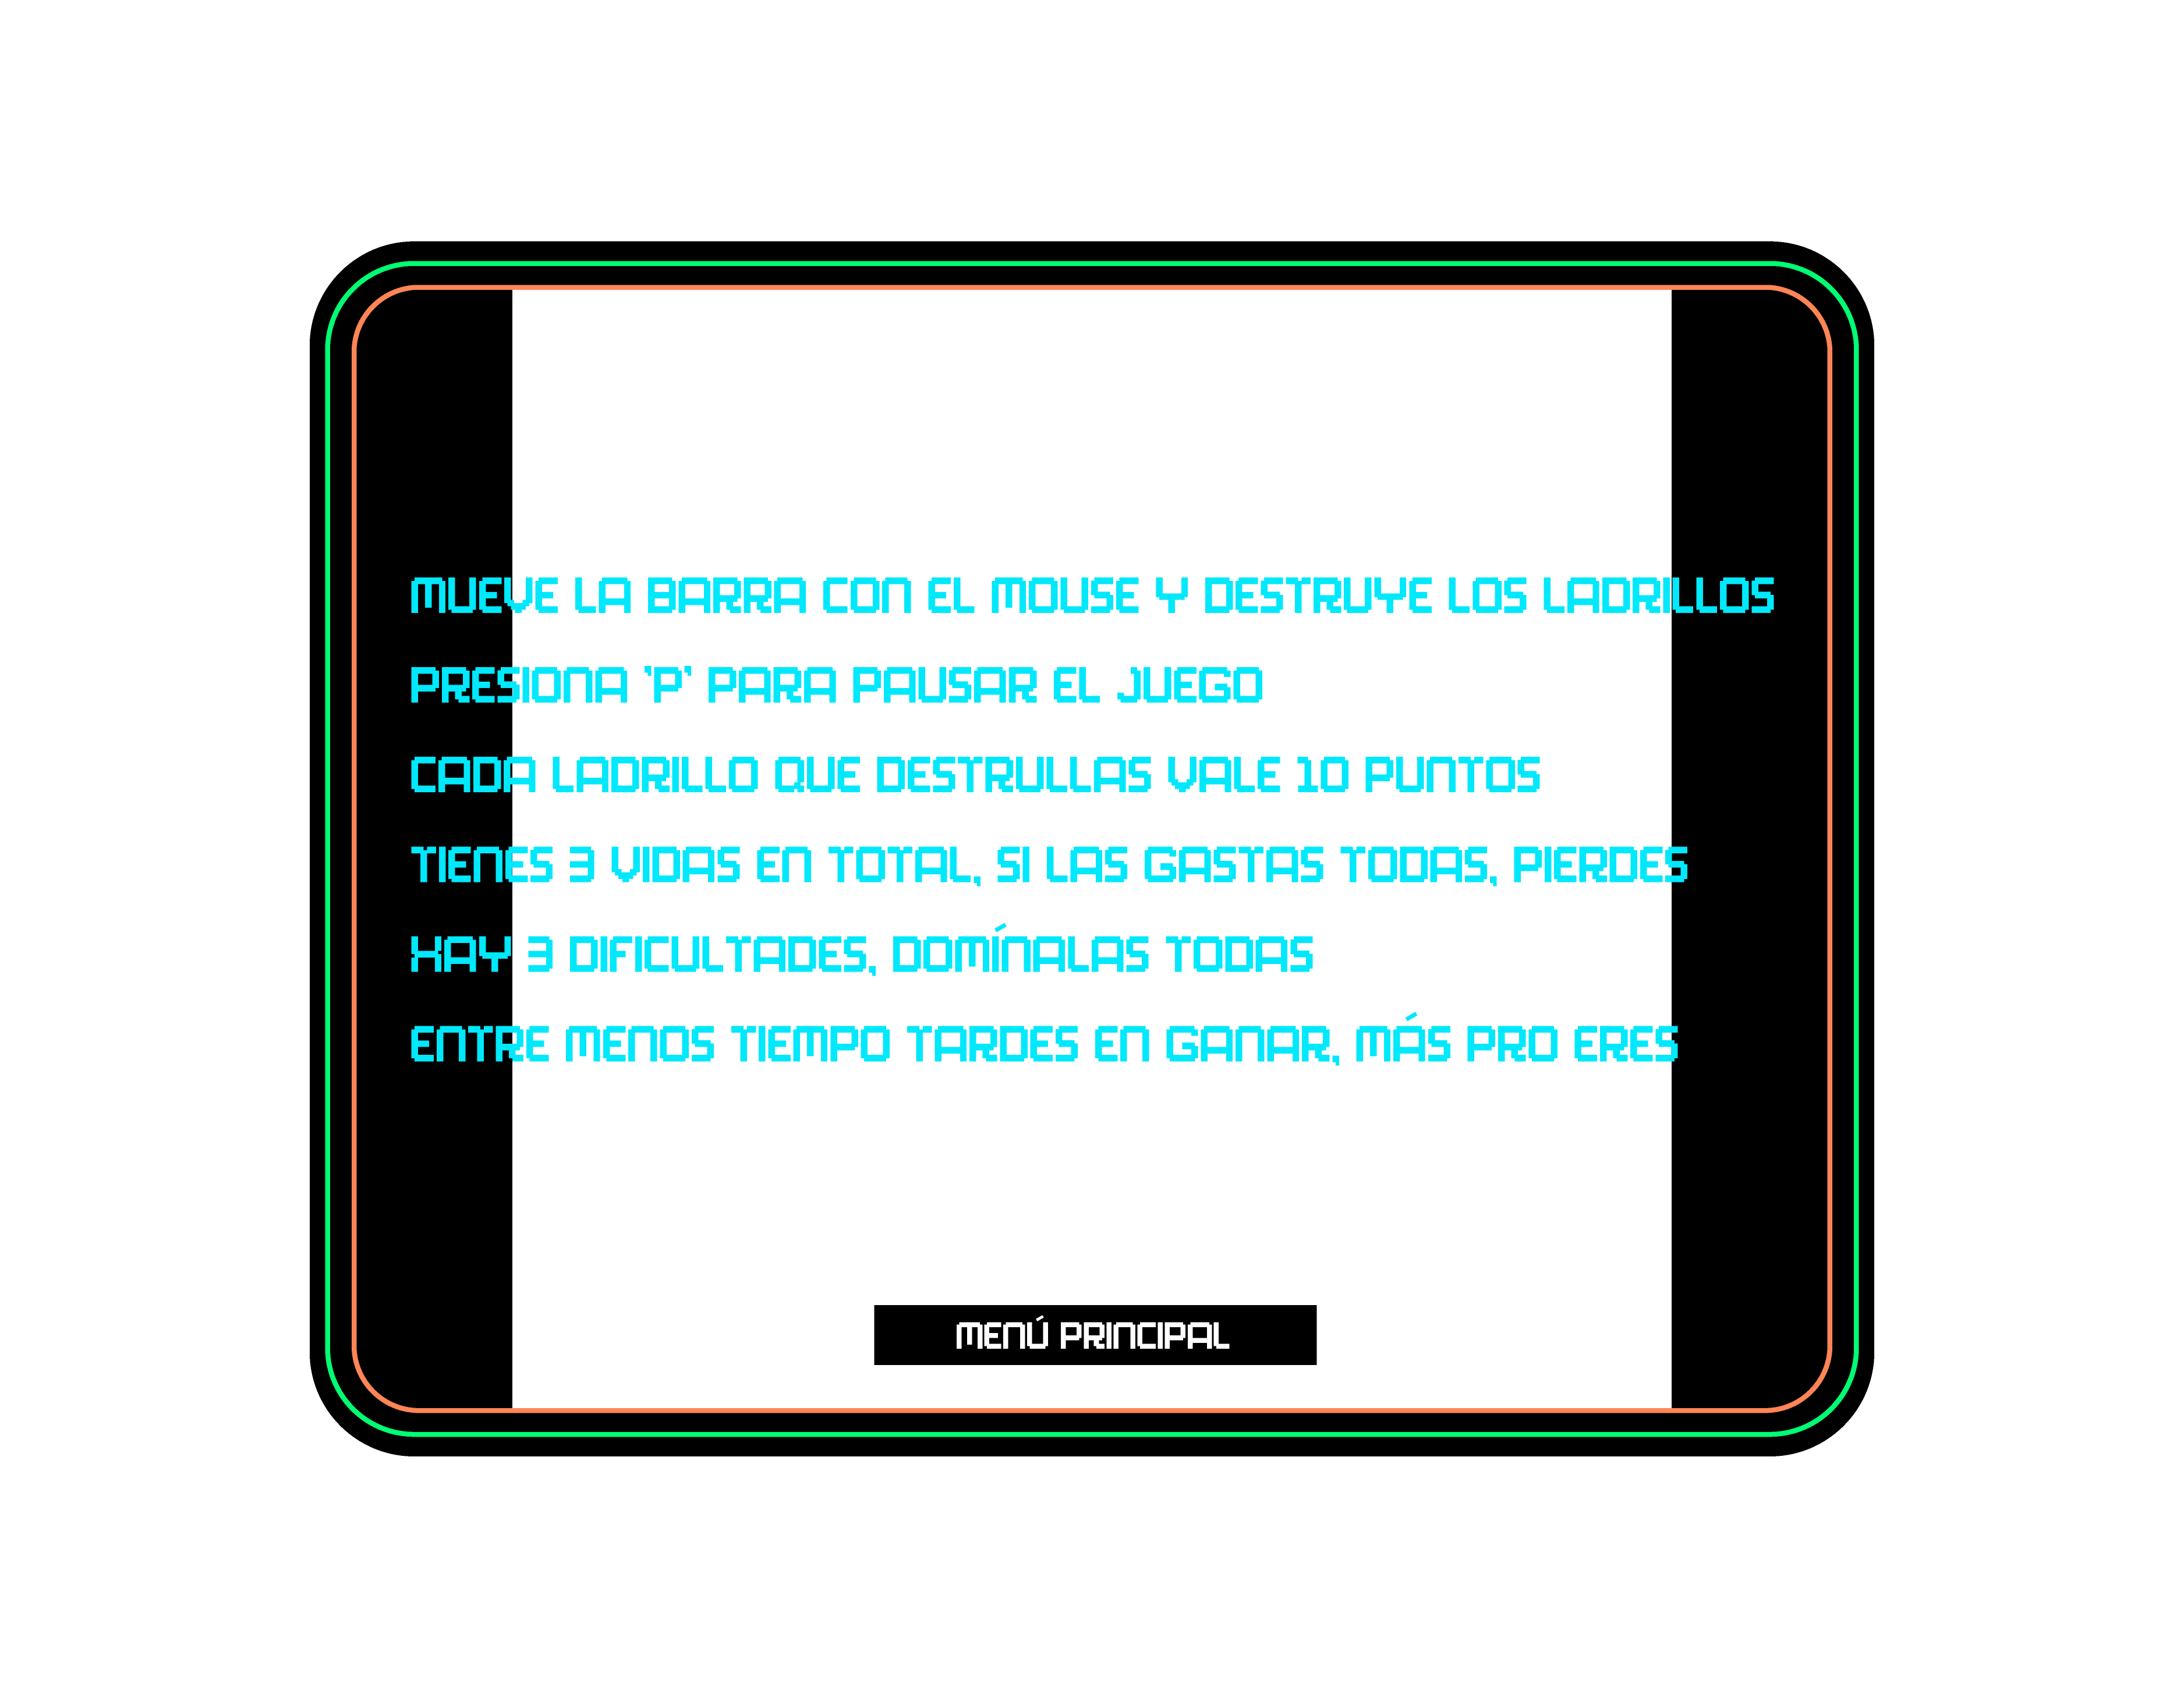 MUEVE LA BARRA CON EL MOUSE Y DESTRUYE LOS LADRILLOS
PRESIONA 'P' PARA PAUSAR EL JUEGO
CADA LADRILLO QUE DESTRULLAS VALE 10 PUNTOS
TIENES 3 VIDAS EN TOTAL, SI LAS GASTAS TODAS, PIERDES
HAY 3 DIFICULTADES, DOMÍNALAS TODAS
ENTRE MENOS TIEMPO TARDES EN GANAR, MÁS PRO ERES
MENÚ PRINCIPAL